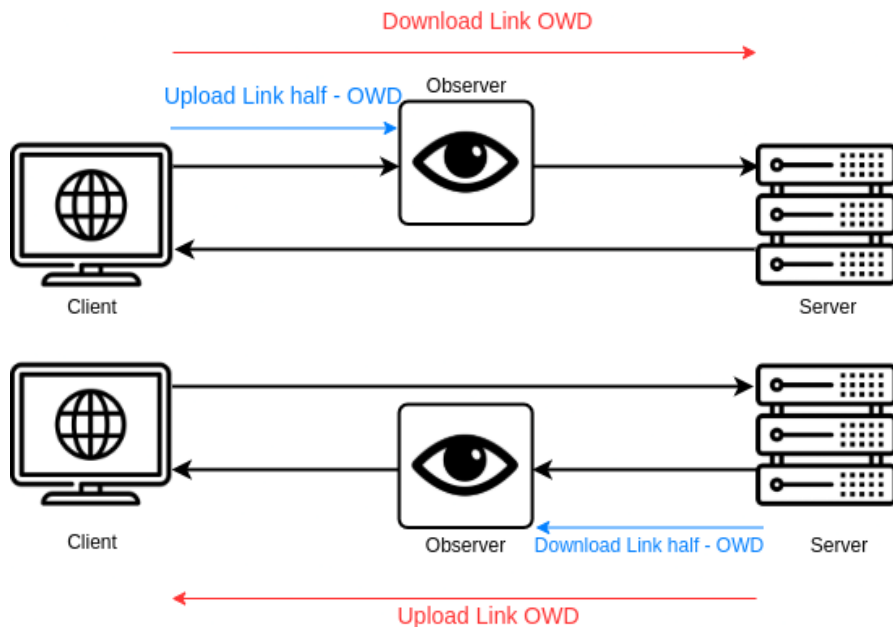 Download Link OWD
Observer
Upload Link half - OWD
Client
Server
Client
Observer
Download Link half - OWD
Server
Upload Link OWD